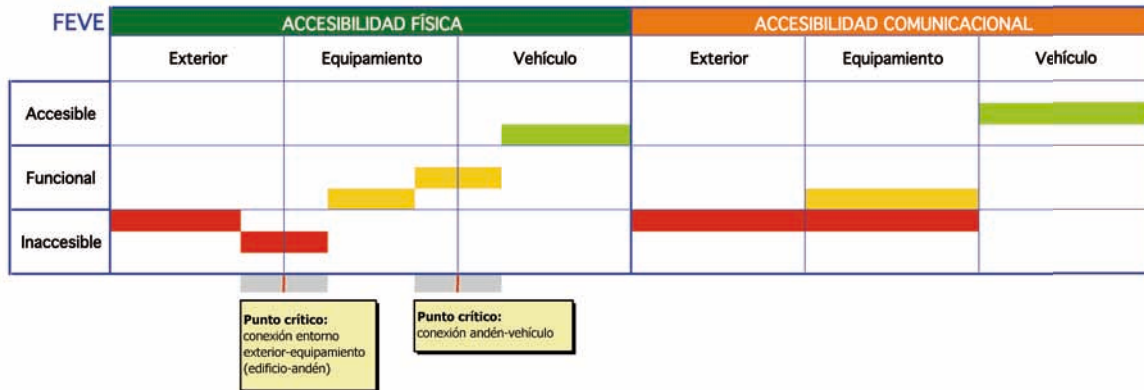 FEVE
ACCESIBILIDAD FÍSICA
ACCESIBILIDAD COMUNICACIONAL
Exterior
Equipamiento
Vehículo
Exterior
Equipamiento
Vehículo
Accesible
Funcional
Inaccesible
Punto crítico:
conexión entorno
exterior-equipamiento
(edificio-andén)
Punto crítico:
conexión andén-vehículo